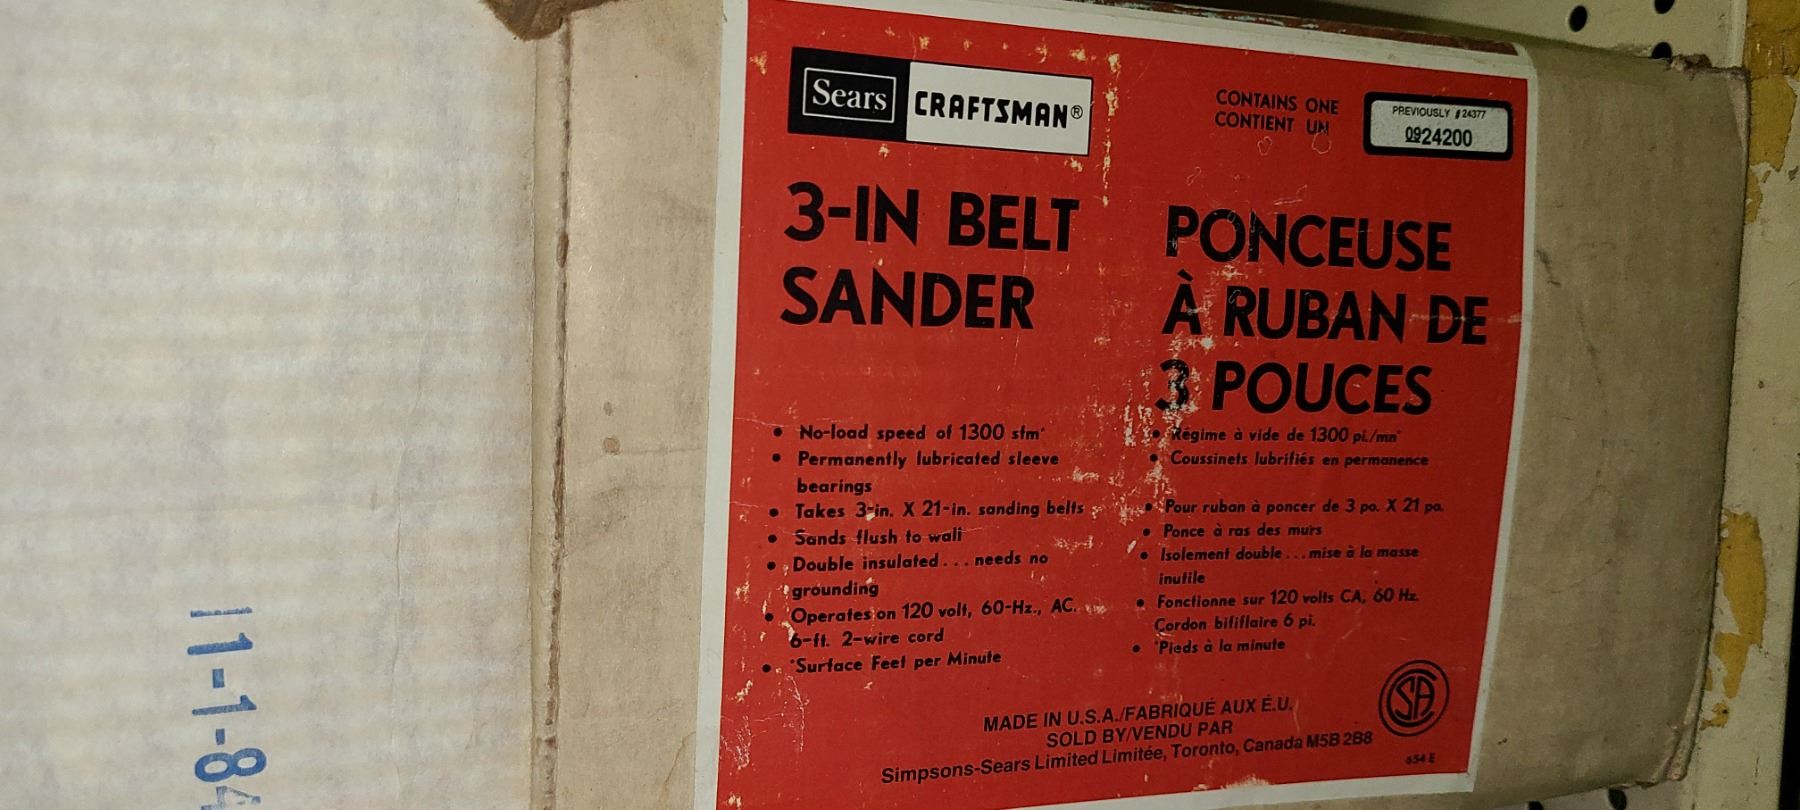 Sears CRAFTSMAN®
CONTAINS ONE
CONTIENT UN
PREVIOUSLY #24377
0924200
3-IN BELT
SANDER
• No-load speed of 1300 sfm*
• Permanently lubricated sleeve
bearings
• Takes 3-in. X 21-in. sanding belts
• Sands flush to wall
• Double insulated...needs no
grounding
• Operates on 120 volt, 60-Hz., AC.
6-ft. 2-wire cord
• *Surface Feet per Minute
PONCEUSE
À RUBAN DE
3 POUCES
• Régime à vide de 1300 pi./mn*
• Coussinets lubrifiés en permanence
• Pour ruban à poncer de 3 po. X 21 po.
• Ponce à ras des murs
• Isolement double...mise à la masse
inutile
• Fonctionne sur 120 volts CA, 60 Hz.
Cordon bififlaire 6 pi.
• *Pieds à la minute
MADE IN U.S.A./FABRIQUÉ AUX É.U.
SOLD BY/VENDU PAR
Simpsons-Sears Limited Limitée, Toronto, Canada M5B 2B8
CSA
654 E
11-1-84